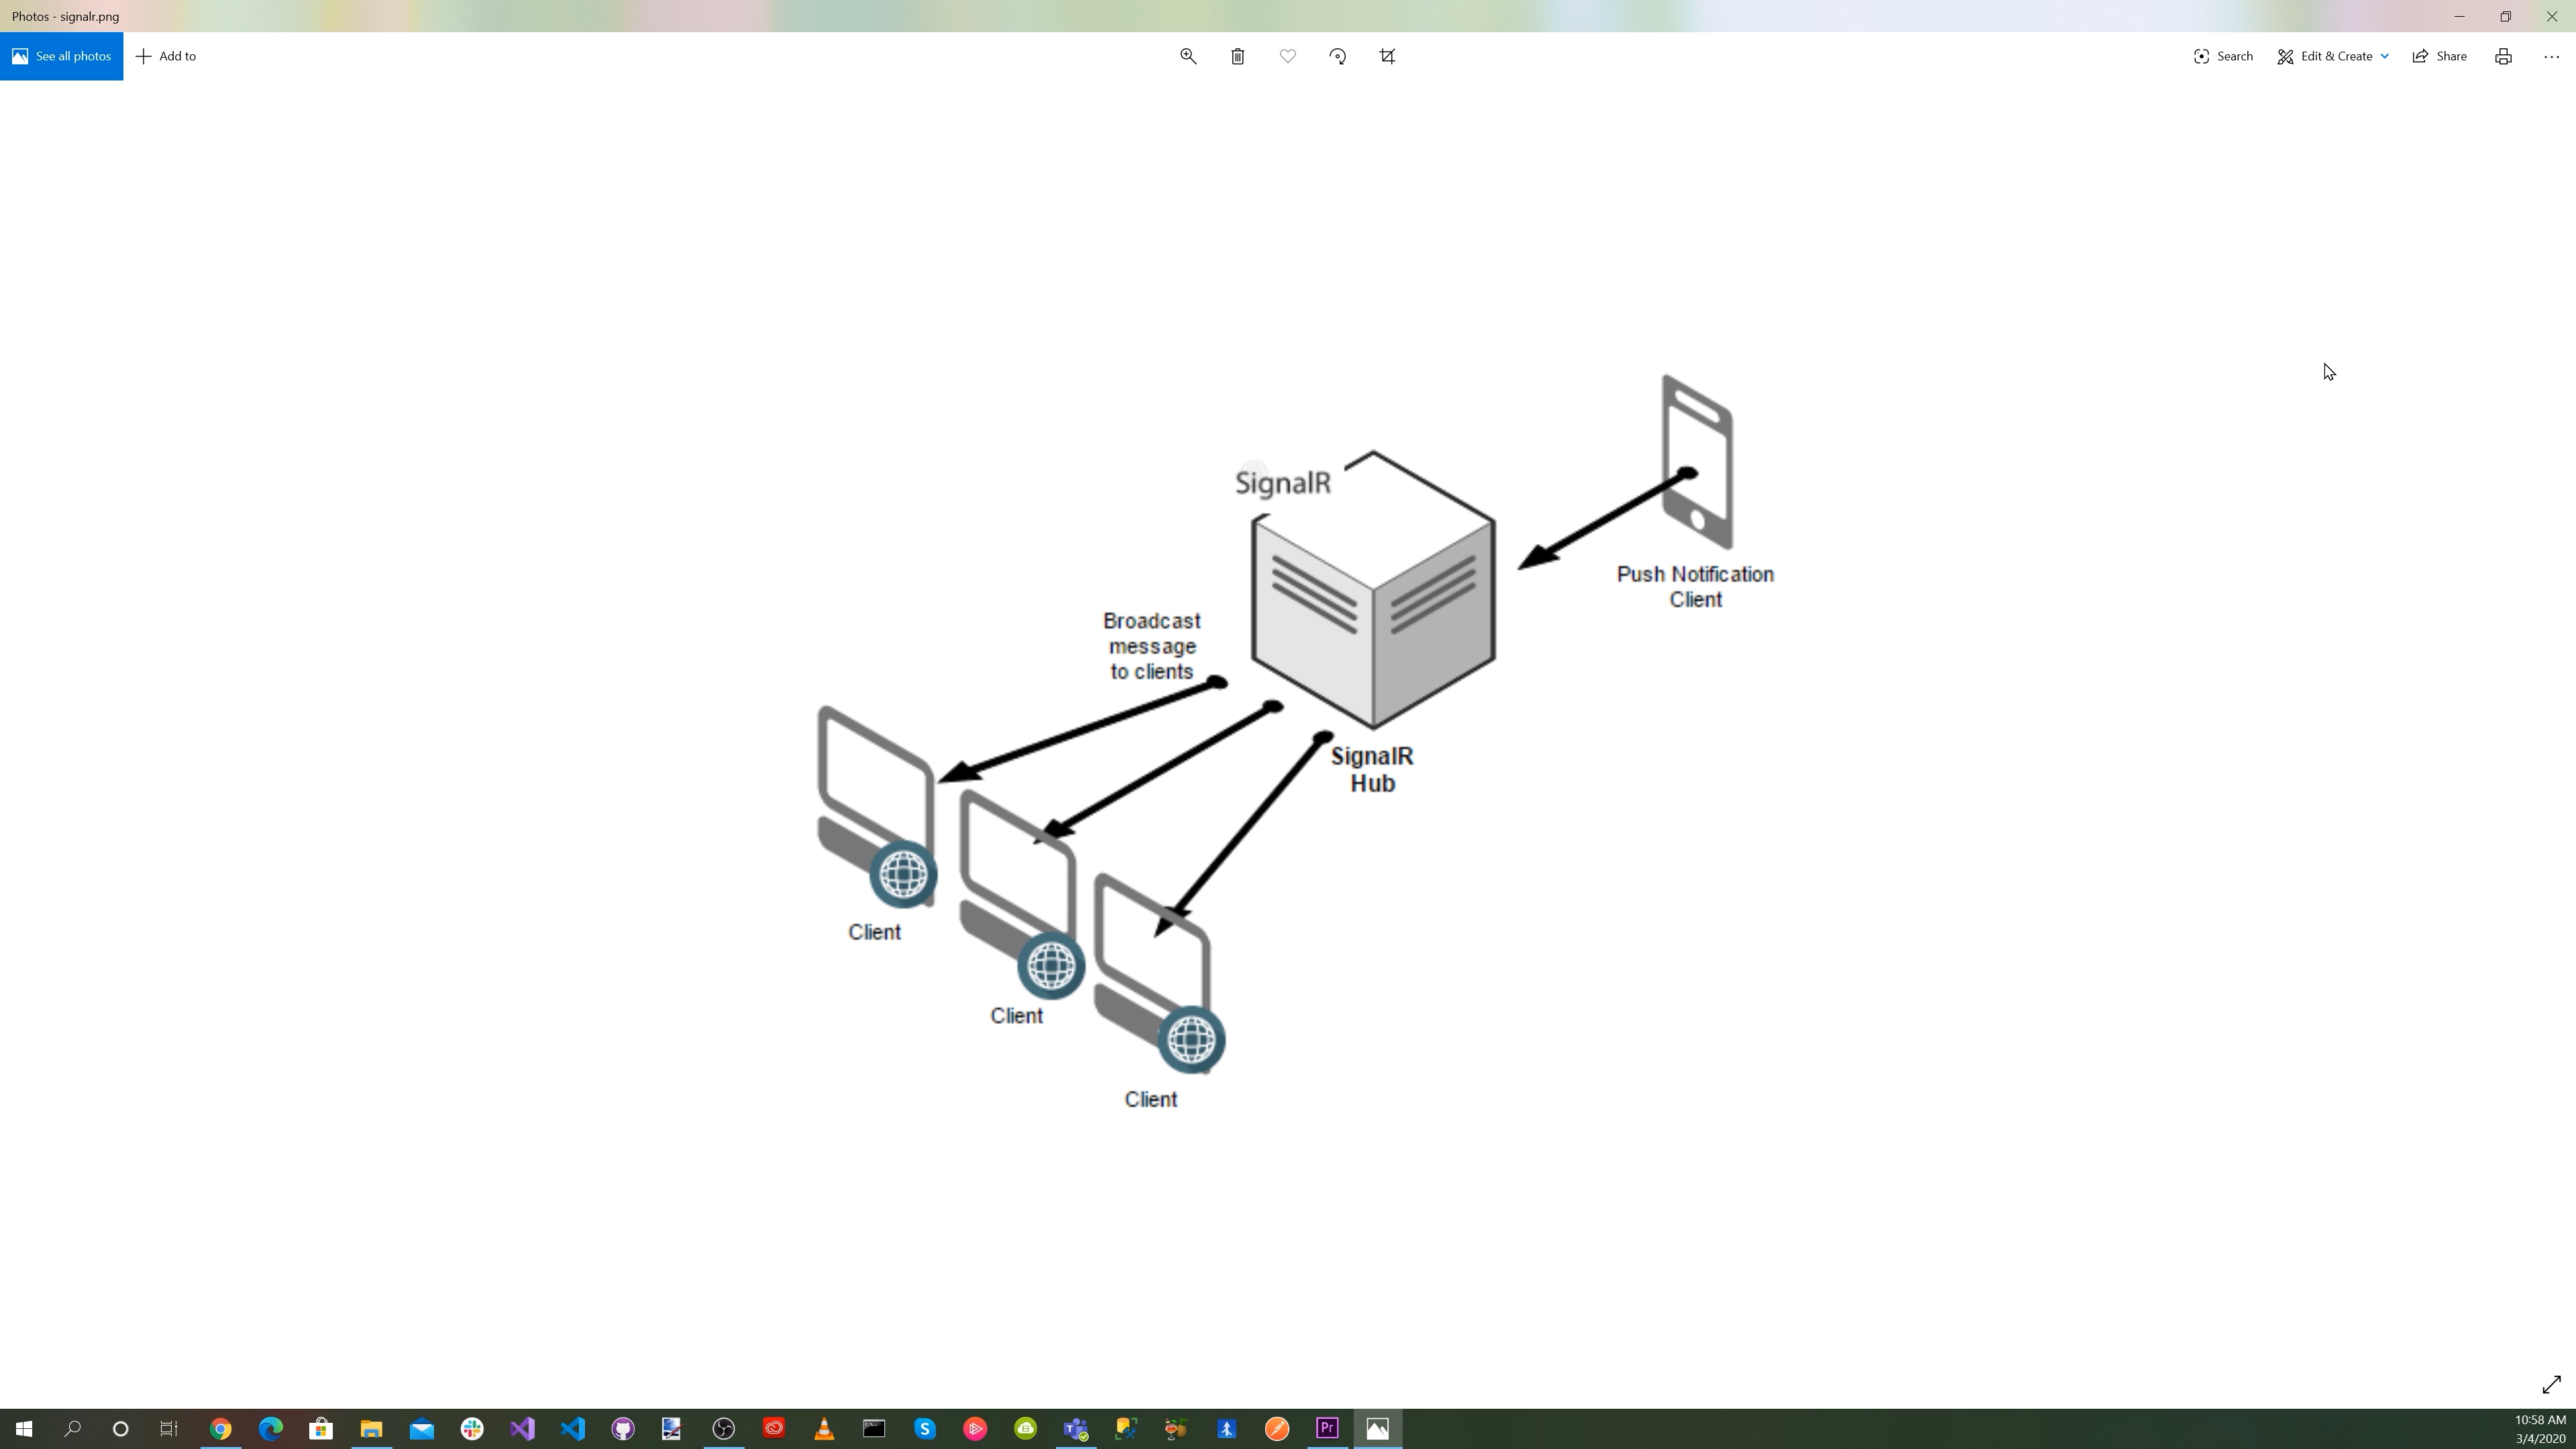 Photos - signalr.png
See all photos
Add to
Search
Edit & Create
Share
SignalR
Push Notification
Client
Broadcast
message
to clients
SignalR
Hub
Client
Client
Client
10:58 AM
3/4/2020
Pr